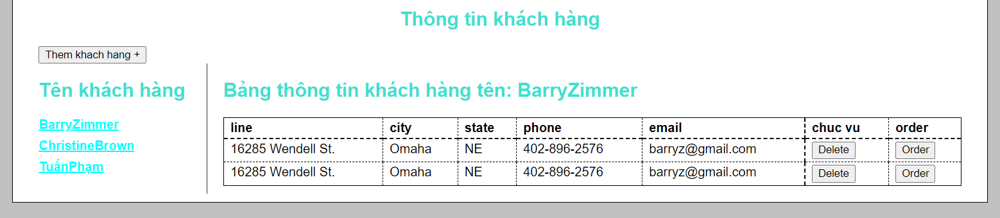 Thông tin khách hàng
Them khach hang +
Tên khách hàng
BarryZimmer
ChristineBrown
TuấnPhạm
Bảng thông tin khách hàng tên: BarryZimmer
line city state phone email chuc vu order
16285 Wendell St. Omaha NE 402-896-2576 barryz@gmail.com Delete Order
16285 Wendell St. Omaha NE 402-896-2576 barryz@gmail.com Delete Order